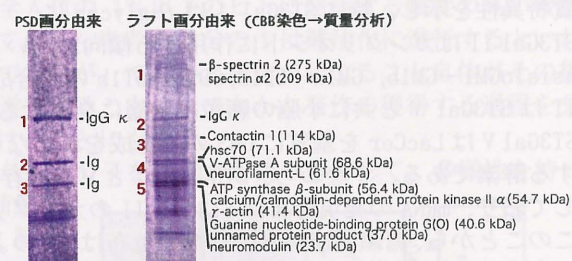 PSD画分由来 ラフト画分由来（CBB染色→質量分析）
1
β-spectrin 2 (275 kDa)
spectrin α2 (209 kDa)
1 -IgG κ
2 -IgG κ
3 Contactin 1(114 kDa)
hsc70 (71.1 kDa)
2 -Ig
4 V-ATPase A subunit (68.6 kDa)
neurofilament-L (61.6 kDa)
3 -Ig
5 ATP synthase β-subunit (56.4 kDa)
calcium/calmodulin-dependent protein kinase II α(54.7 kDa)
γ-actin (41.4 kDa)
Guanine nucleotide-binding protein G(O) (40.6 kDa)
unnamed protein product (37.0 kDa)
neuromodulin (23.7 kDa)